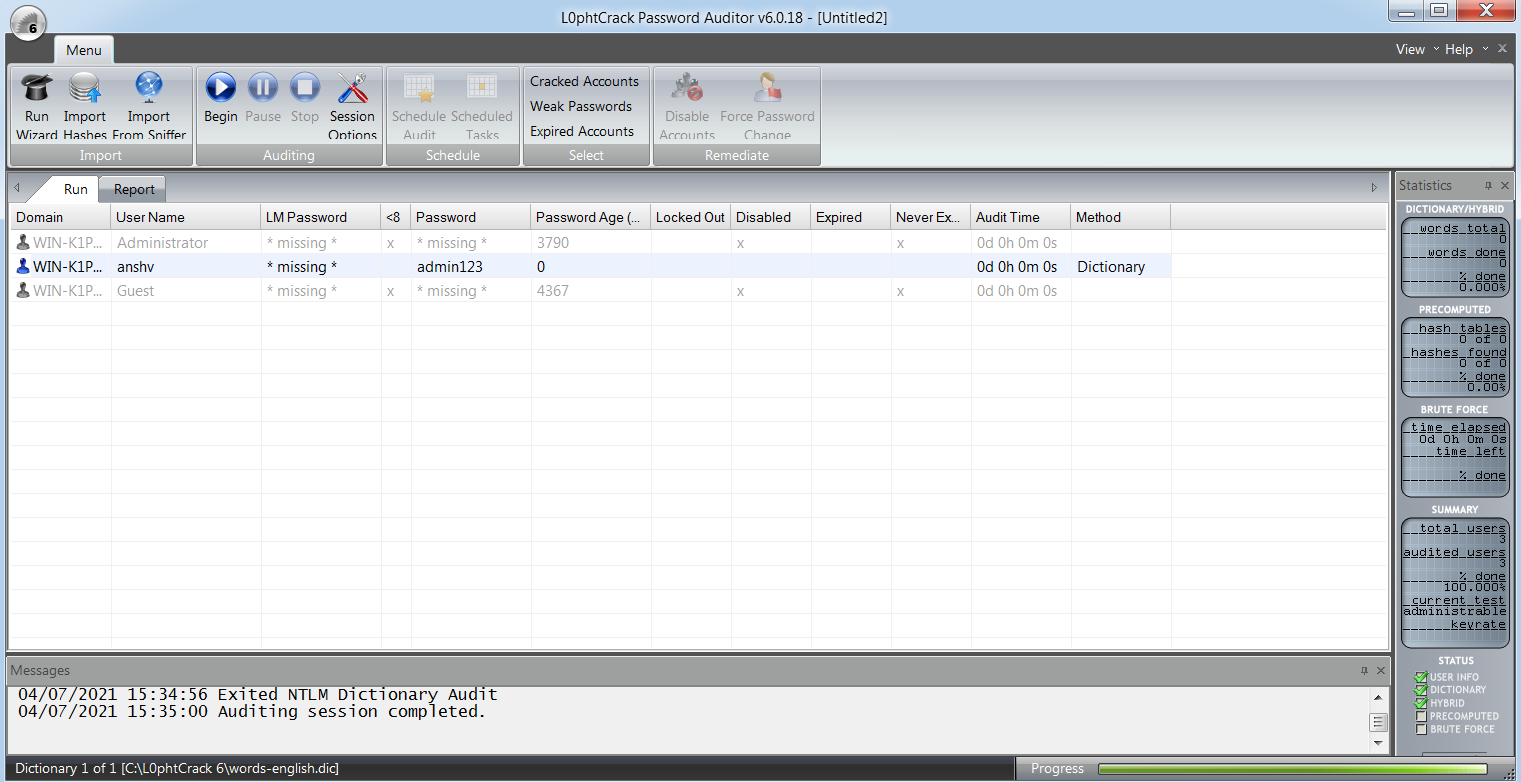 L0phtCrack Password Auditor v6.0.18 - [Untitled2]
6
Menu
View Help
Run Wizard
Import Hashes
Import From Sniffer
Import
Begin
Pause
Stop
Session Options
Auditing
Schedule Audit
Scheduled Tasks
Schedule
Cracked Accounts
Weak Passwords
Expired Accounts
Select
Disable Accounts
Force Password Change
Remediate
Run Report
Domain User Name LM Password <8 Password Password Age (... Locked Out Disabled Expired Never Ex... Audit Time Method
WIN-K1P... Administrator * missing * x * missing * 3790 x x 0d 0h 0m 0s
WIN-K1P... anshv * missing * admin123 0 0d 0h 0m 0s Dictionary
WIN-K1P... Guest * missing * x * missing * 4367 x x 0d 0h 0m 0s
Statistics
DICTIONARY/HYBRID
words total
0
words done
0
% done
0.000%
PRECOMPUTED
hash tables
0 of 0
hashes found
0 of 0
% done
0.00%
BRUTE FORCE
time elapsed
0d 0h 0m 0s
time left
% done
SUMMARY
total users
3
audited users
3
% done
100.000%
current test
administrable
keyrate
STATUS
USER INFO
DICTIONARY
HYBRID
PRECOMPUTED
BRUTE FORCE
Messages
04/07/2021 15:34:56 Exited NTLM Dictionary Audit
04/07/2021 15:35:00 Auditing session completed.
Dictionary 1 of 1 [C:\L0phtCrack 6\words-english.dic]
Progress